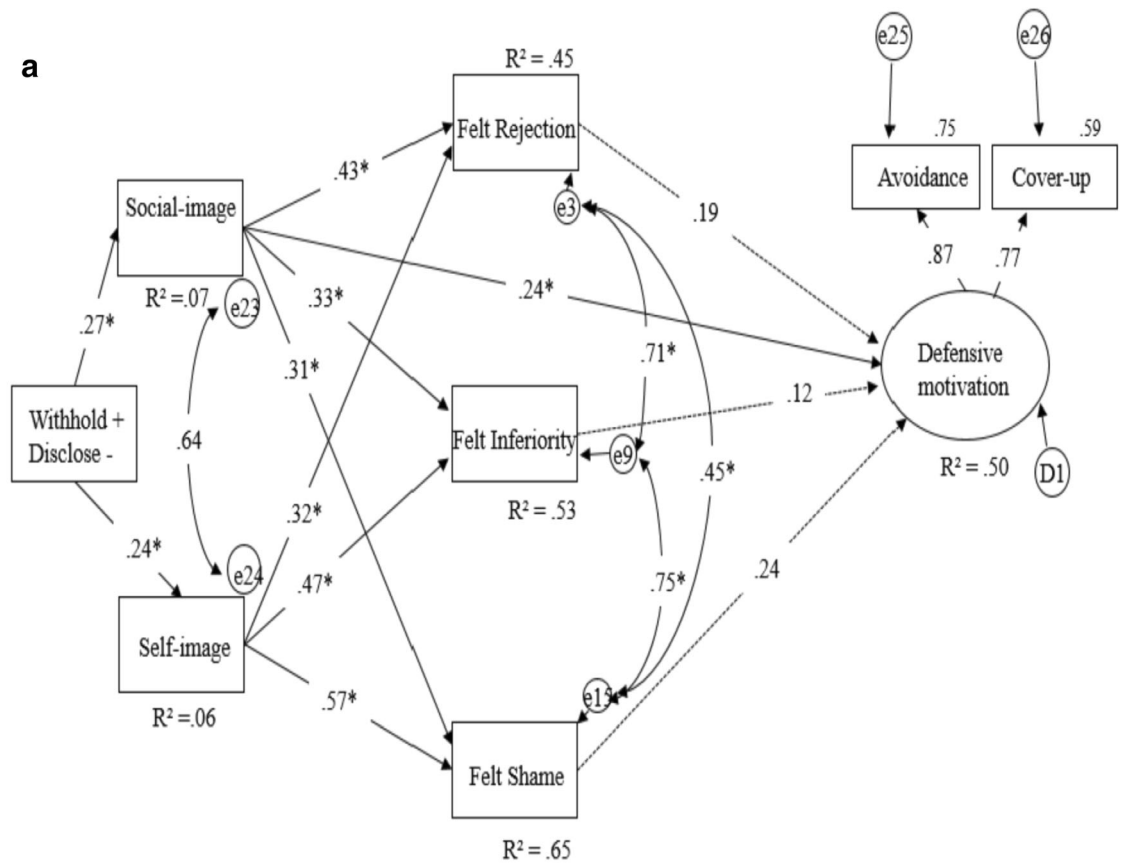 a
e25
e26
R² = .45
.75
.59
Felt Rejection
Avoidance
Cover-up
.43*
Social-image
e3
.19
.87
.77
R² =.07
e23
.33*
.24*
.27*
.31*
.71*
Defensive
motivation
.12
Withhold +
Disclose -
.64
Felt Inferiority
e9
.45*
R² = .50
D1
R² = .53
.32*
.24*
e24
.47*
.75*
.24
Self-image
.57*
e15
R² =.06
Felt Shame
R² = .65